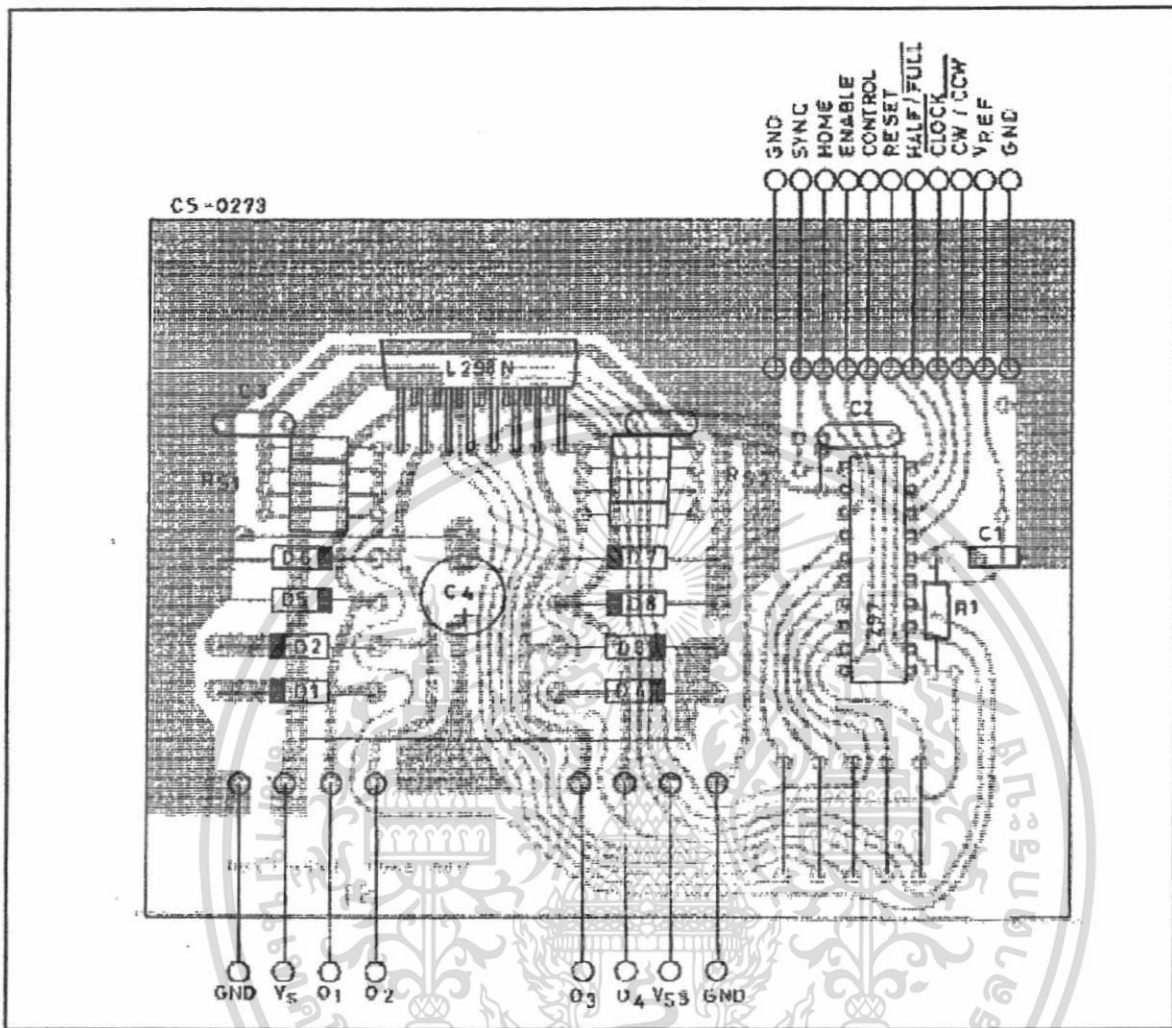 GND
SYNC
HOME
ENABLE
CONTROL
RESET
HALF/FULL
CLOCK
CW / CCW
VREF
GND
CS-0273
L298N
C3
C2
RS1
RS2
C1
D6
D7
C4
D5
D8
R1
L297
D2
D3
D1
D4
GND VS O1 O2 O3 O4 VSS GND